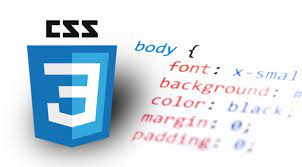 CSS
3
body {
font: x-smal
background: #
color: black;
margin: 0;
padding: 0;